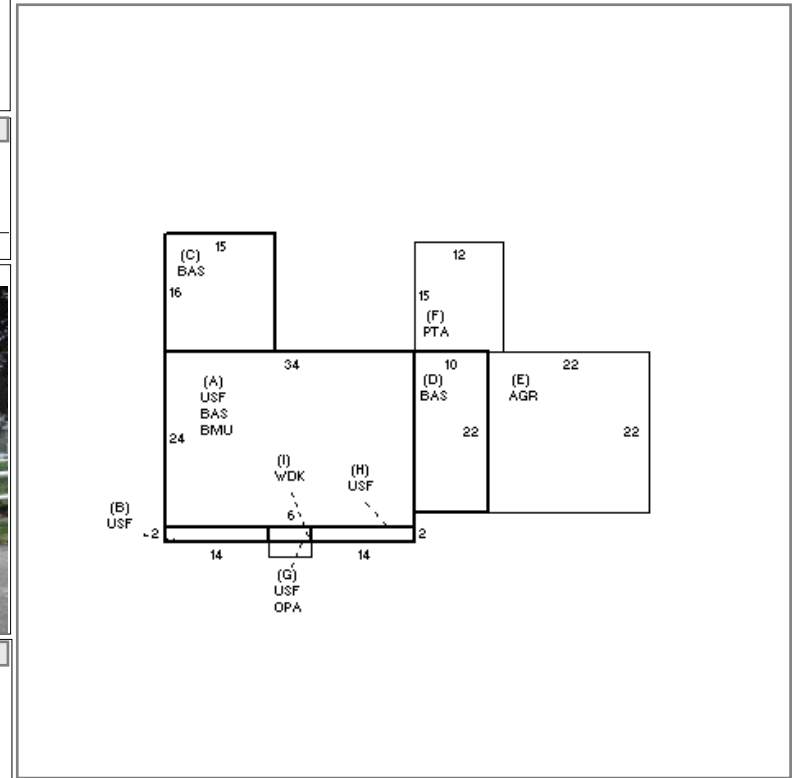 15
(C)
BAS
16
12
15
(F)
PTA
34
(A)
USF
BAS
BMU
24
10
(D)
BAS
22
22
(E)
AGR
22
(I)
WDK
(H)
USF
6
(B)
USF
2
2
14
14
(G)
USF
OPA